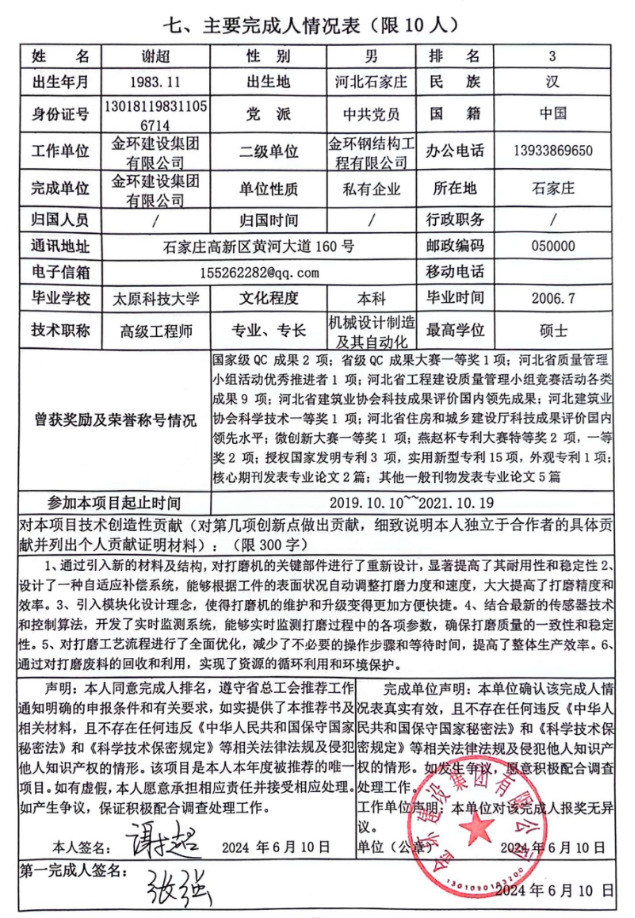 七、主要完成人情况表（限10人）
姓 名 谢超 性 别 男 排 名 3
出生年月 1983.11 出生地 河北石家庄 民 族 汉
身份证号 130181198311056714 党 派 中共党员 国 籍 中国
工作单位 金环建设集团有限公司 二级单位 金环钢结构工程有限公司 办公电话 13933869650
完成单位 金环建设集团有限公司 单位性质 私有企业 所在地 石家庄
归国人员 / 归国时间 / 行政职务 /
通讯地址 石家庄高新区黄河大道160号 邮政编码 050000
电子信箱 155262282@qq.com 移动电话
毕业学校 太原科技大学 文化程度 本科 毕业时间 2006.7
技术职称 高级工程师 专业、专长 机械设计制造及其自动化 最高学位 硕士
曾获奖励及荣誉称号情况
国家级QC成果2项；省级QC成果大赛一等奖1项；河北省质量管理
小组活动优秀推进者1项；河北省工程建设质量管理小组竞赛活动各类
成果9项；河北省建筑业协会科技成果评价国内领先成果；河北建筑业
协会科学技术一等奖1项；河北省住房和城乡建设厅科技成果评价国内
领先水平；微创新大赛一等奖1项；燕赵杯专利大赛特等奖2项，一等
奖2项；授权国家发明专利3项，实用新型专利15项，外观专利1项；
核心期刊发表专业论文2篇；其他一般刊物发表专业论文5篇
参加本项目起止时间 2019.10.10~~2021.10.19
对本项目技术创造性贡献（对第几项创新点做出贡献，细致说明本人独立于合作者的具体贡
献并列出个人贡献证明材料）：（限300字）
1、通过引入新的材料及结构，对打磨机的关键部件进行了重新设计，显著提高了其耐用性和稳定性2、
设计了一种自适应补偿系统，能够根据工件的表面状况自动调整打磨力度和速度，大大提高了打磨精度和
效率。3、引入模块化设计理念，使得打磨机的维护和升级变得更加方便快捷。4、结合最新的传感器技术
和控制算法，开发了实时监测系统，能够实时监测打磨过程中的各项参数，确保打磨质量的一致性和稳定
性。5、对打磨工艺流程进行了全面优化，减少了不必要的操作步骤和等待时间，提高了整体生产效率。6、
通过对打磨废料的回收和利用，实现了资源的循环利用和环境保护。
声明：本人同意完成人排名，遵守省总工会推荐工作
通知明确的申报条件和有关要求，如实提供了本推荐书及
相关材料，且不存在任何违反《中华人民共和国保守国家
秘密法》和《科学技术保密规定》等相关法律法规及侵犯
他人知识产权的情形。该项目是本人本年度被推荐的唯一
项目。如有虚假，本人愿意承担相应责任并接受相应处理。
如产生争议，保证积极配合调查处理工作。
本人签名： 谢超 2024年6月10日
完成单位声明：本单位确认该完成人情
况表真实有效，且不存在任何违反《中华人
民共和国保守国家秘密法》和《科学技术保
密规定》等相关法律法规及侵犯他人知识产
权的情形。如发生争议，愿意积极配合调查
处理工作。
工作单位声明：本单位对该完成人报奖无异
议。
单位（公章） 2024年6月10日
金环建设集团有限公司
第一完成人签名：
张强
2024年6月10日